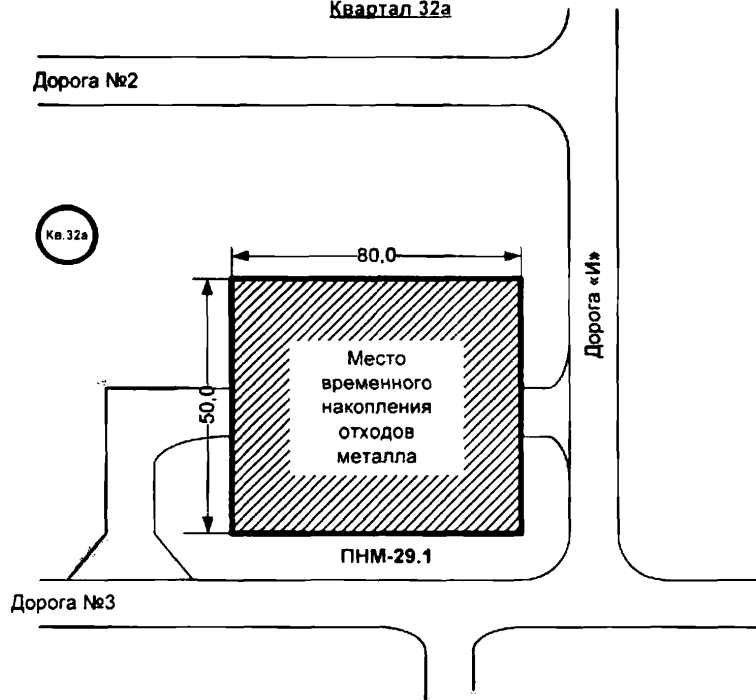 Квартал 32а
Дорога №2
Кв.32а
80,0
Дорога «И»
50,0
Место
временного
накопления
отходов
металла
ПНМ-29.1
Дорога №3